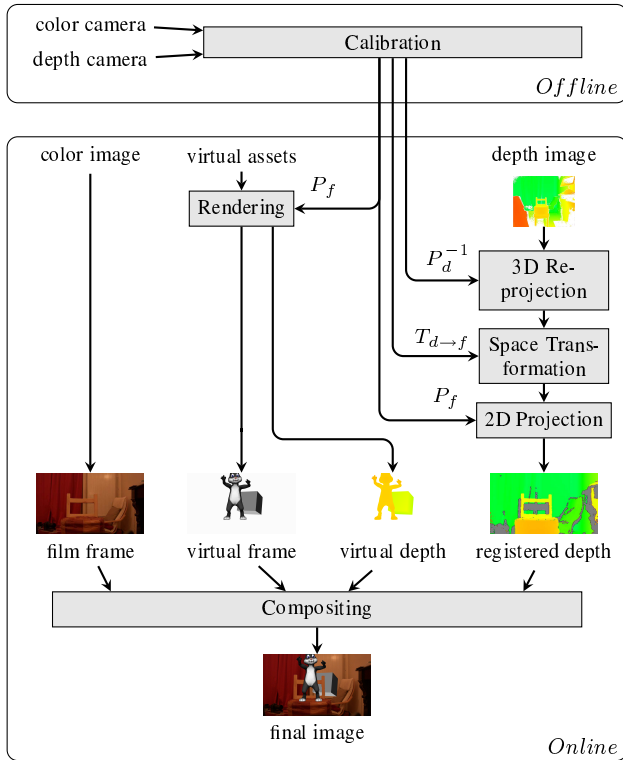 color camera
depth camera
Calibration
Offline
color image
virtual assets
depth image
Rendering
P_f
P_d^{-1}
3D Re-
projection
T_{d→f}
Space Trans-
formation
P_f
2D Projection
film frame
virtual frame
virtual depth
registered depth
Compositing
final image
Online